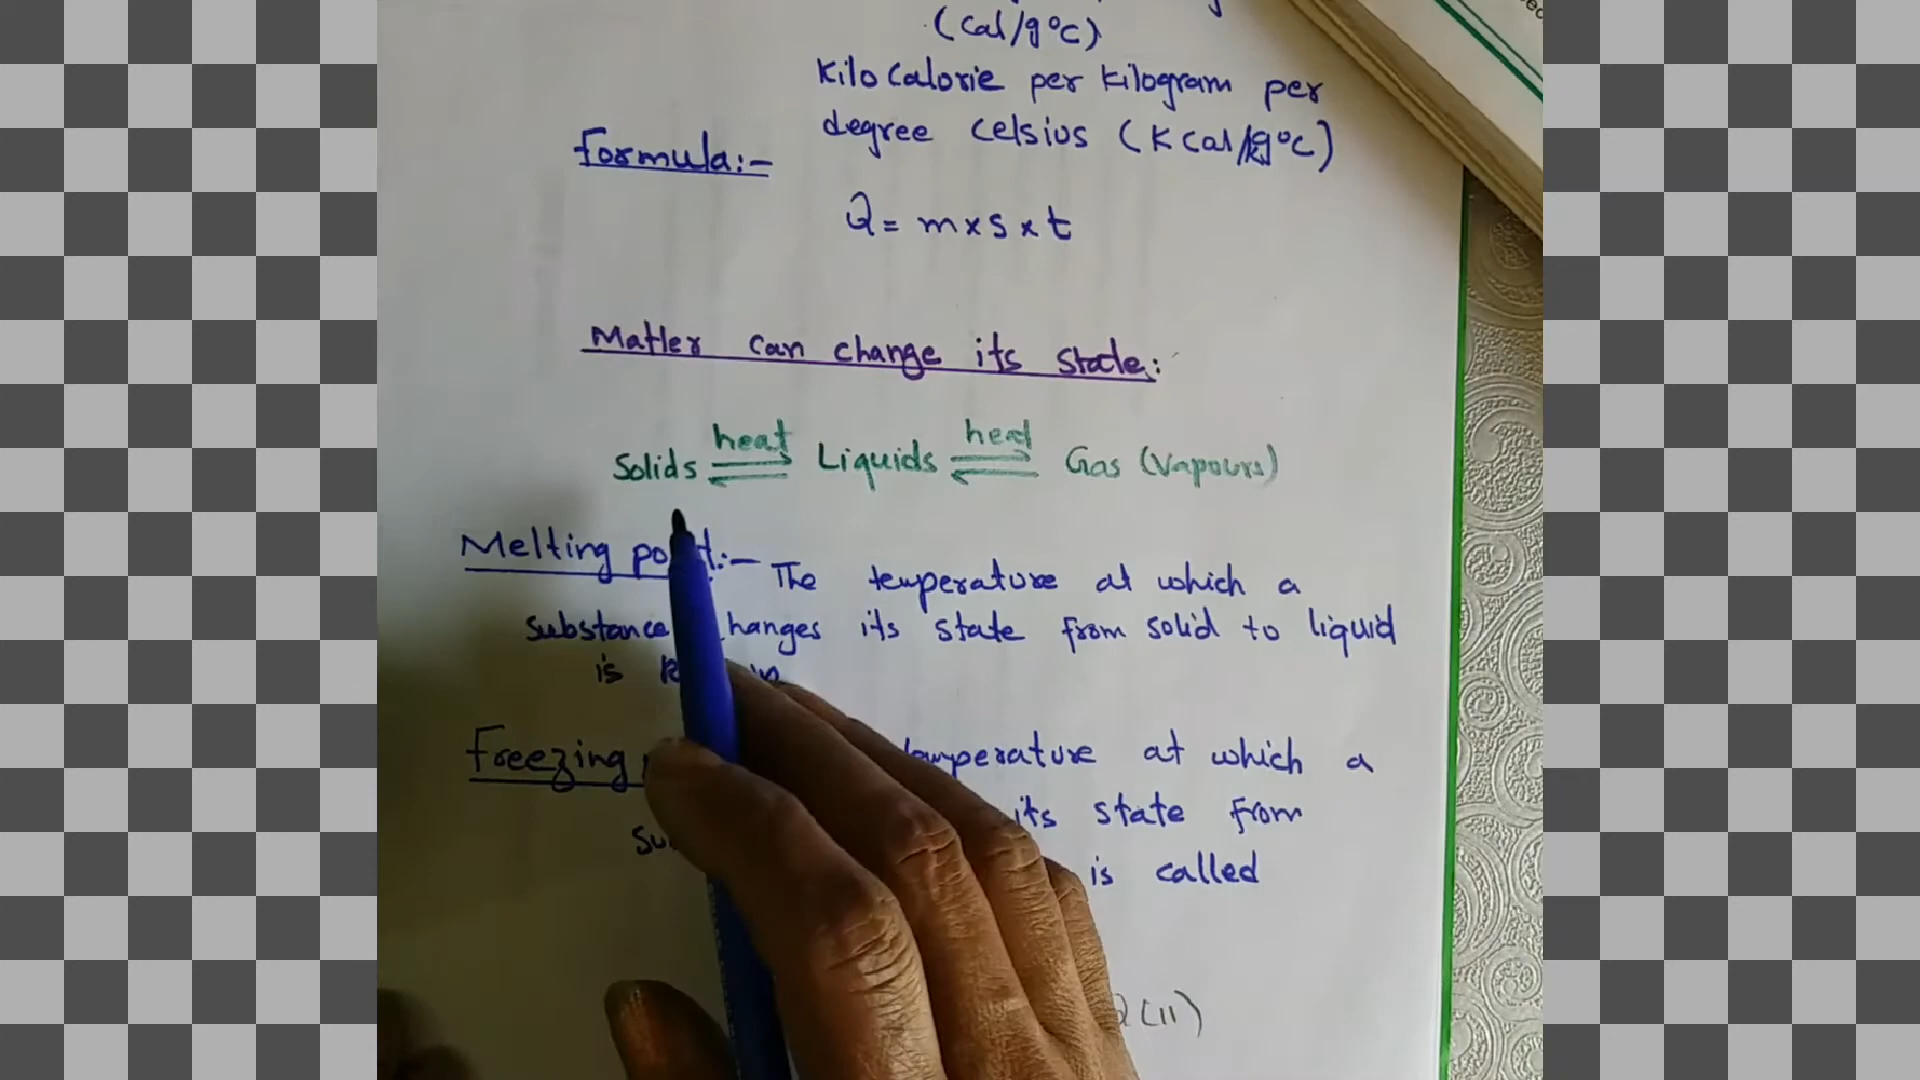 (Cal/g°c)
Kilo Calorie per kilogram per
degree celsius (K cal/kg°c)
Formula:-
Q = m x s x t
Matter can change its state:
heat heat
Solids ⇌ Liquids ⇌ Gas (Vapours)
Melting :- The temperature at which a
substance changes its state from solid to liquid
is
Freezing temperature at which a
its state from
is called
(11)